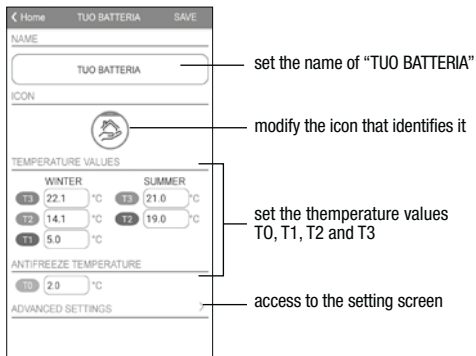 Home TUO BATTERIA SAVE
NAME
TUO BATTERIA
set the name of “TUO BATTERIA”
ICON
modify the icon that identifies it
TEMPERATURE VALUES
WINTER SUMMER
T3 22.1 °C T3 21.0 °C
T2 14.1 °C T2 19.0 °C
T1 5.0 °C
set the themperature values
T0, T1, T2 and T3
ANTIFREEZE TEMPERATURE
T0 2.0 °C
ADVANCED SETTINGS
access to the setting screen